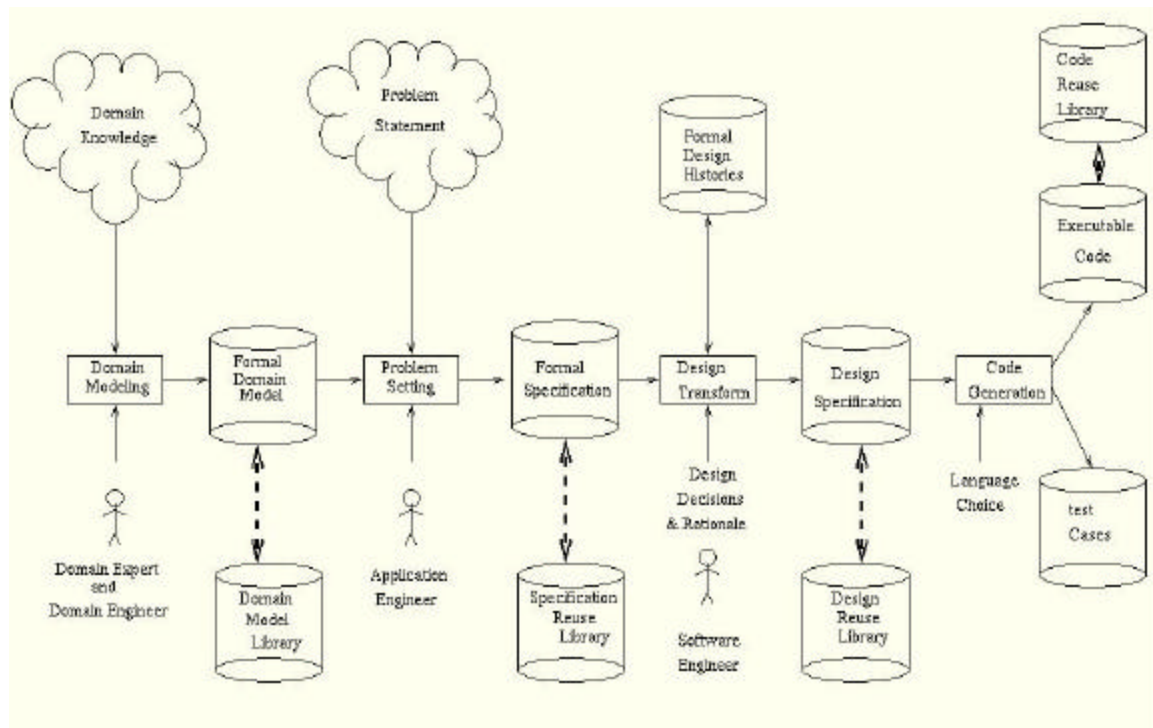 Domain
Knowledge
Problem
Statement
Formal
Design
Histories
Code
Reuse
Library
Executable
Code
Domain
Modeling
Formal
Domain
Model
Problem
Setting
Formal
Specification
Design
Transform
Design
Specification
Code
Generation
Domain Expert
and
Domain Engineer
Domain
Model
Library
Application
Engineer
Specification
Reuse
Library
Design
Decisions
& Rationale
Software
Engineer
Design
Reuse
Library
Language
Choice
test
Cases